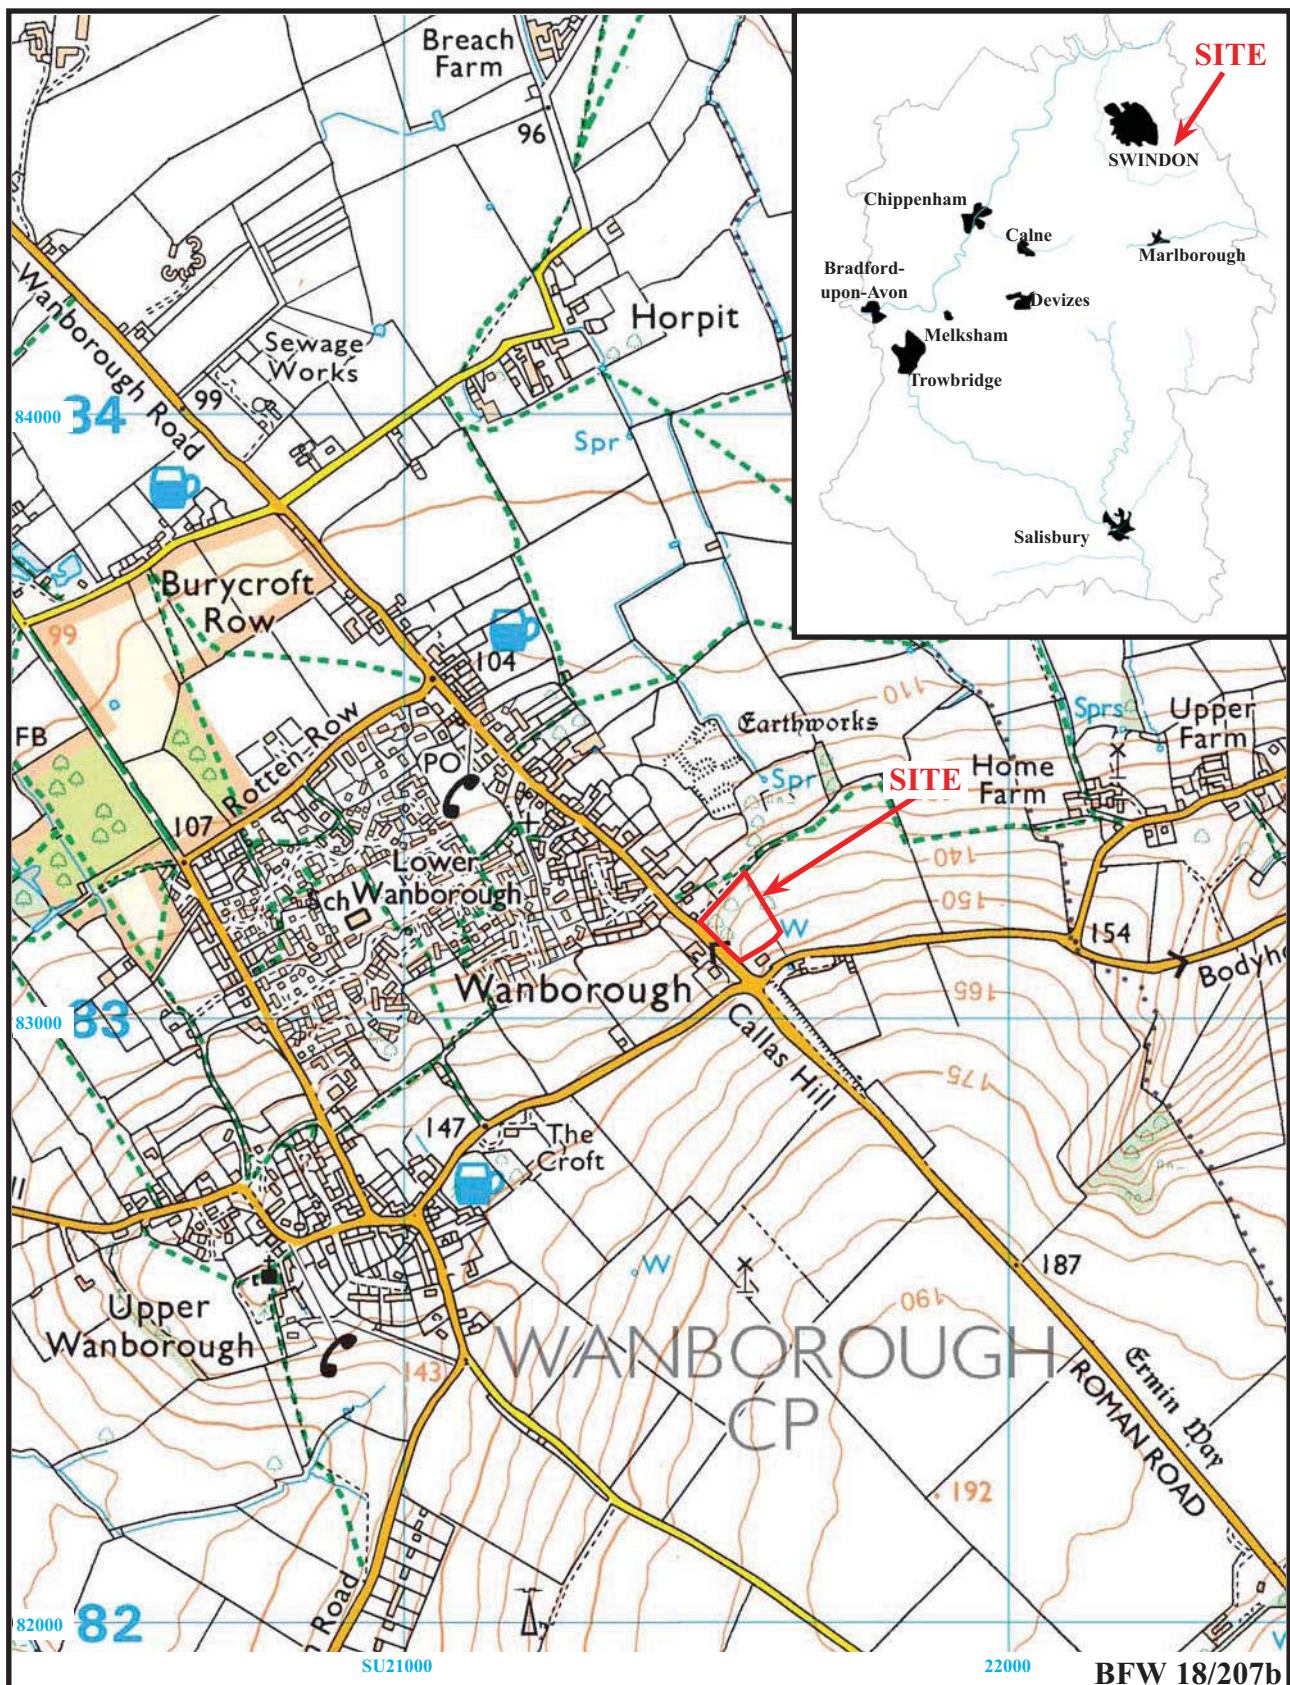 Breach
Farm
96
Wanborough Road
Sewage
Works
99
Horpit
84000
84
Spr
Burycroft
Row
99
104
FB
Rotten Row
PO
107
Lower
Wanborough
Sch
Earthworks
Spr
110
Sprs
Upper
Farm
Home
Farm
SITE
140
150
W
154
Wanborough
83000
83
Callas Hill
165
175
147
The
Croft
W
187
190
Upper
Wanborough
143
WANBOROUGH
CP
Ermin Way
ROMAN ROAD
192
Road
82000
82
SU21000
22000
BFW 18/207b
SITE
SWINDON
Chippenham
Calne
Marlborough
Bradford-
upon-Avon
Devizes
Melksham
Trowbridge
Salisbury